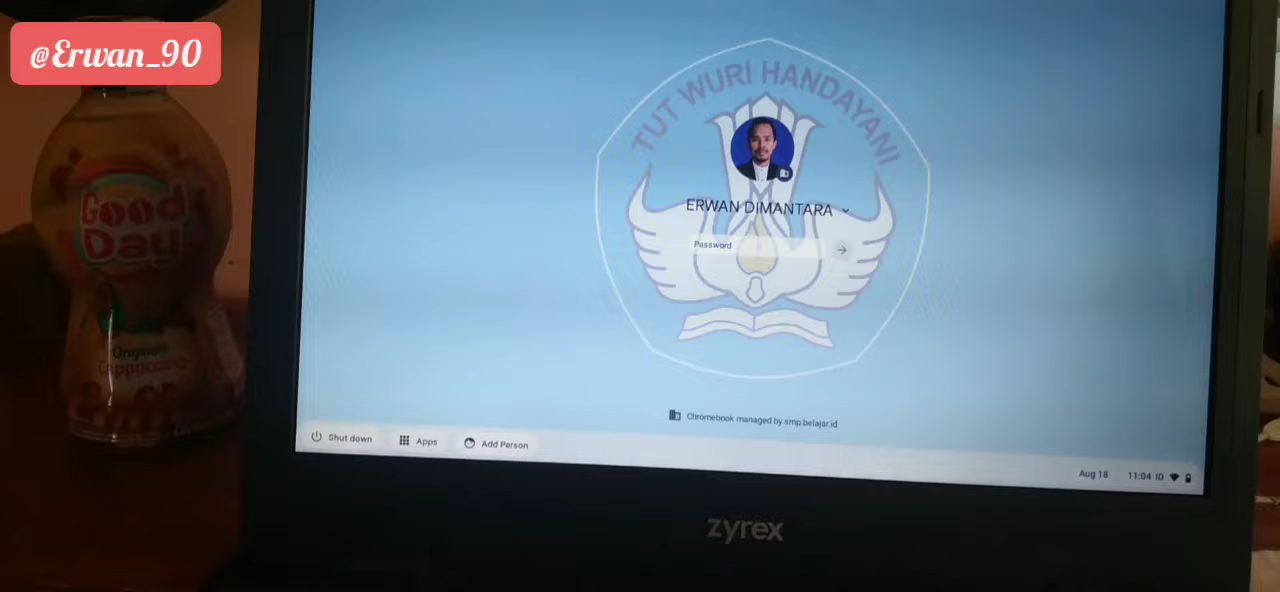 @Erwan_90
Good
Day
Originale
Cappuccino
TUT WURI HANDAYANI
ERWAN DIMANTARA
Password
Chromebook managed by smp.belajar.id
Shut down
Apps
Add Person
Aug 18
11:04 ID
zyrex